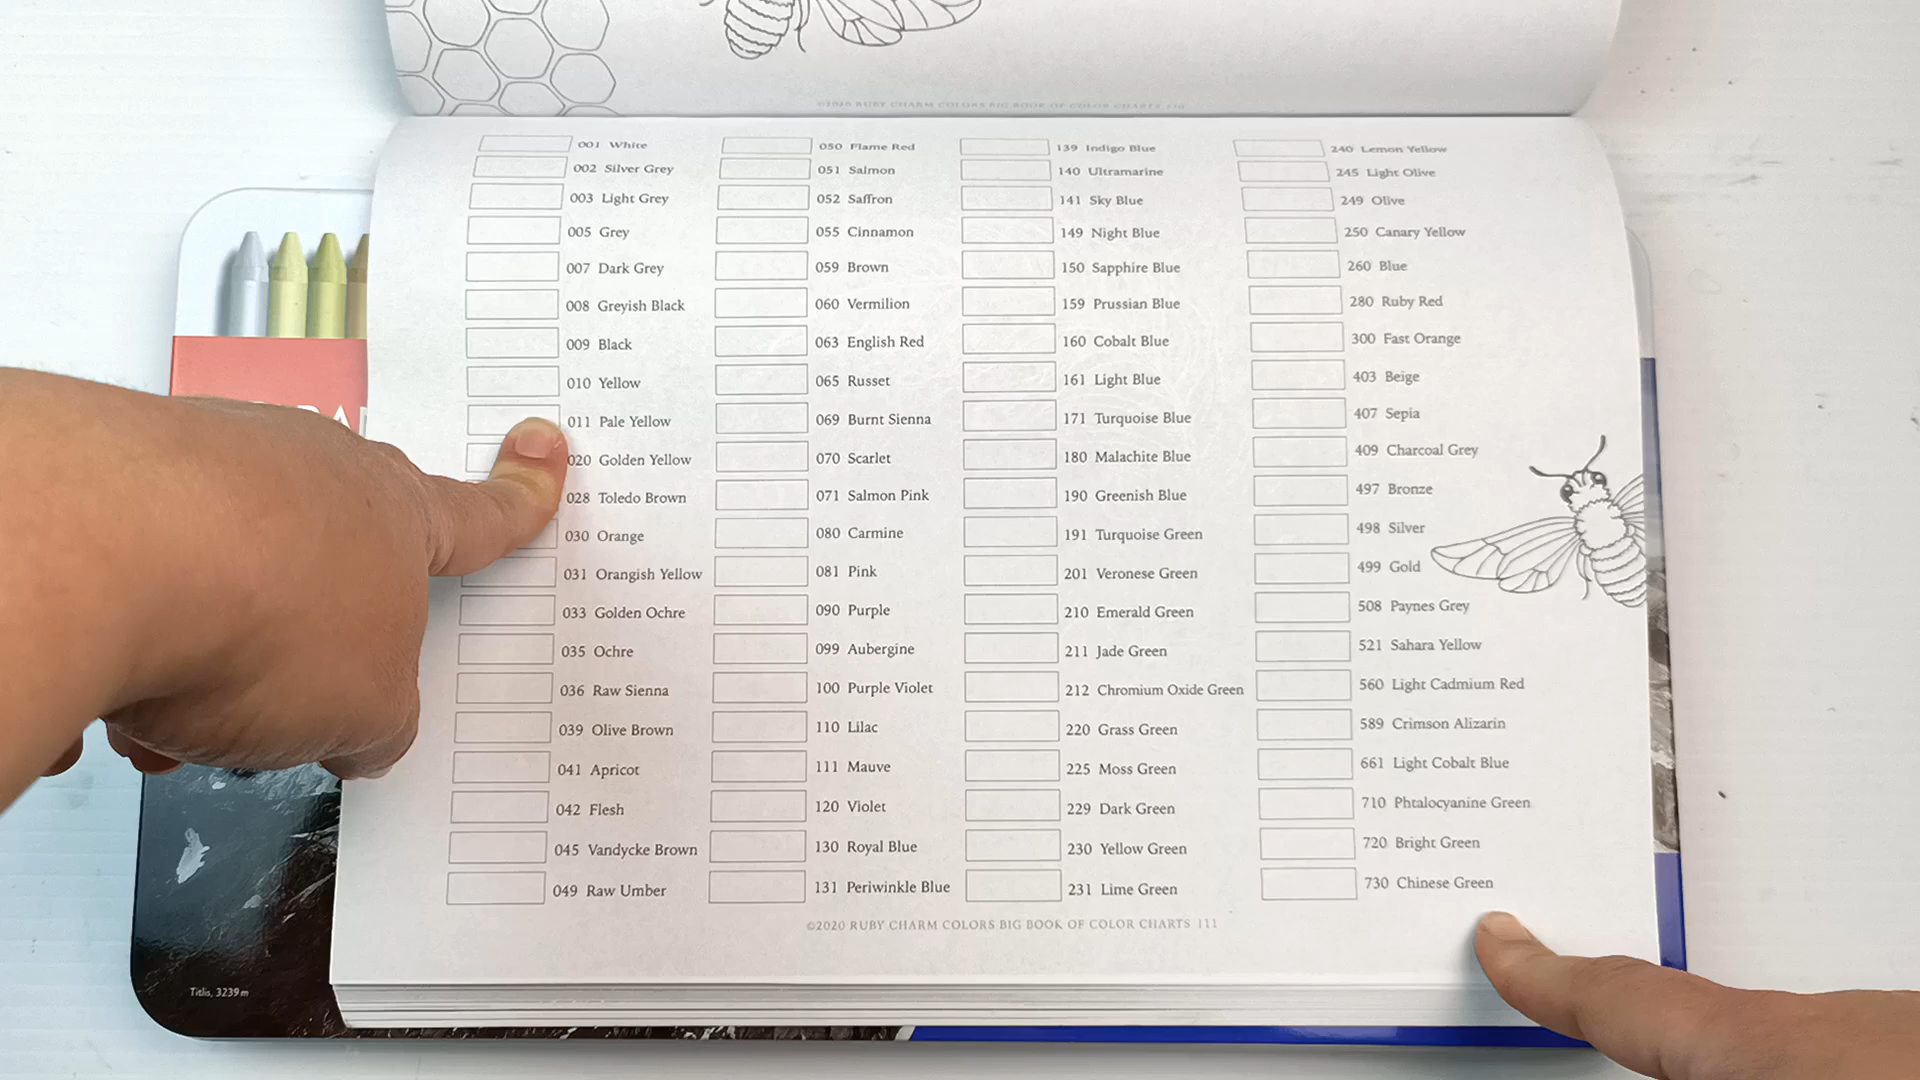 ©2020 RUBY CHARM COLORS BIG BOOK OF COLOR CHARTS
001 White
002 Silver Grey
003 Light Grey
005 Grey
007 Dark Grey
008 Greyish Black
009 Black
010 Yellow
011 Pale Yellow
020 Golden Yellow
028 Toledo Brown
030 Orange
031 Orangish Yellow
033 Golden Ochre
035 Ochre
036 Raw Sienna
039 Olive Brown
041 Apricot
042 Flesh
045 Vandycke Brown
049 Raw Umber
050 Flame Red
051 Salmon
052 Saffron
055 Cinnamon
059 Brown
060 Vermilion
063 English Red
065 Russet
069 Burnt Sienna
070 Scarlet
071 Salmon Pink
080 Carmine
081 Pink
090 Purple
099 Aubergine
100 Purple Violet
110 Lilac
111 Mauve
120 Violet
130 Royal Blue
131 Periwinkle Blue
139 Indigo Blue
140 Ultramarine
141 Sky Blue
149 Night Blue
150 Sapphire Blue
159 Prussian Blue
160 Cobalt Blue
161 Light Blue
171 Turquoise Blue
180 Malachite Blue
190 Greenish Blue
191 Turquoise Green
201 Veronese Green
210 Emerald Green
211 Jade Green
212 Chromium Oxide Green
220 Grass Green
225 Moss Green
229 Dark Green
230 Yellow Green
231 Lime Green
240 Lemon Yellow
245 Light Olive
249 Olive
250 Canary Yellow
260 Blue
280 Ruby Red
300 Fast Orange
403 Beige
407 Sepia
409 Charcoal Grey
497 Bronze
498 Silver
499 Gold
508 Paynes Grey
521 Sahara Yellow
560 Light Cadmium Red
589 Crimson Alizarin
661 Light Cobalt Blue
710 Phtalocyanine Green
720 Bright Green
730 Chinese Green
©2020 RUBY CHARM COLORS BIG BOOK OF COLOR CHARTS 111
Titlis, 3239 m